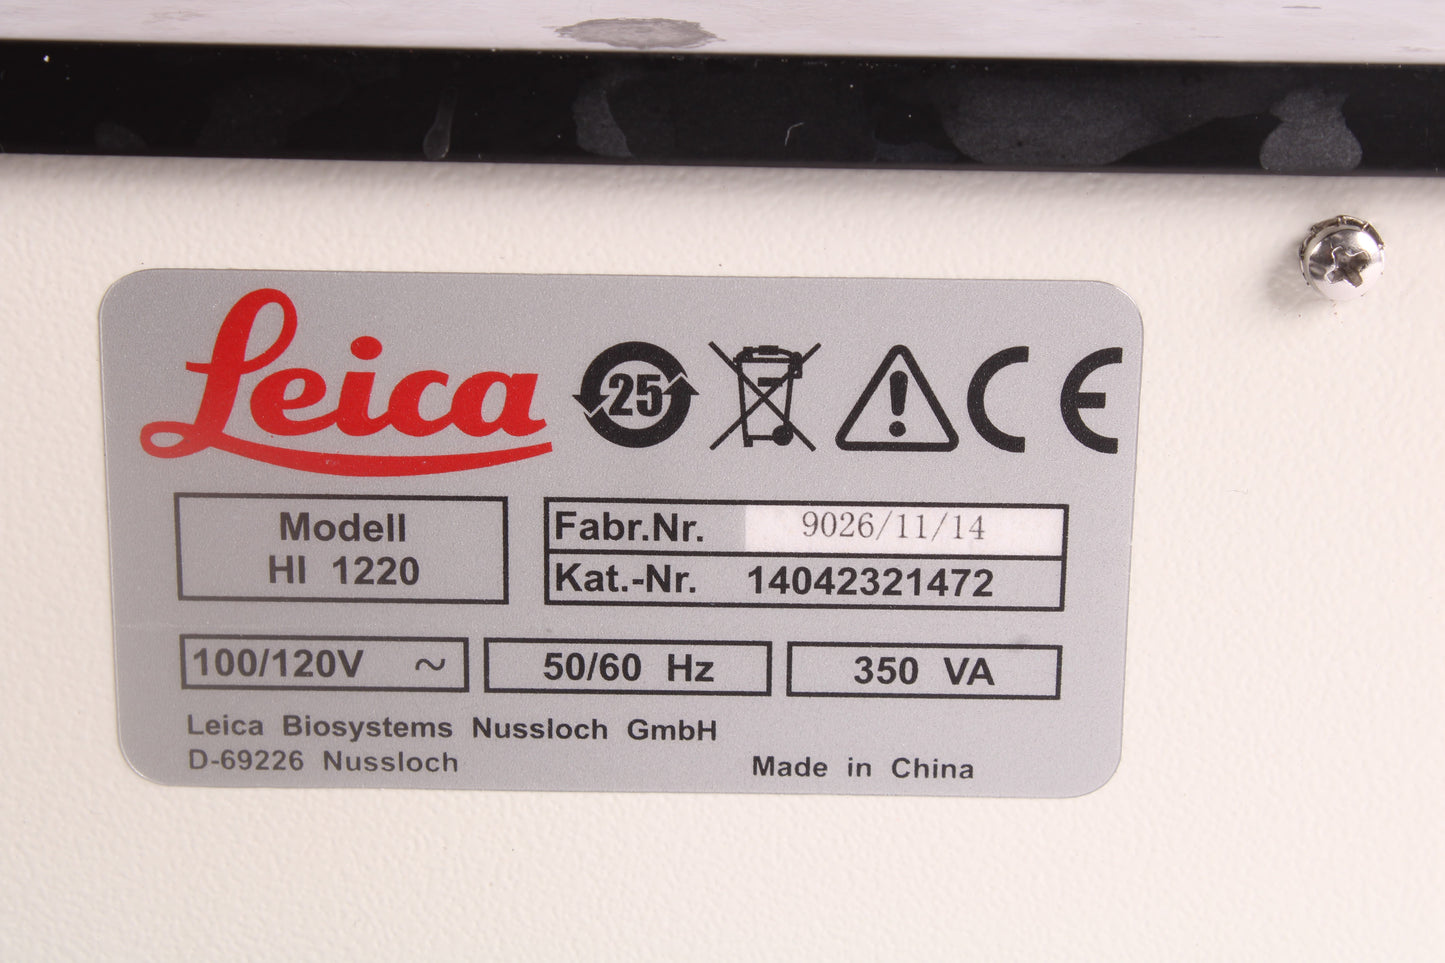 Leica
25
CE
Modell
HI 1220
Fabr.Nr. 9026/11/14
Kat.-Nr. 14042321472
100/120V ~
50/60 Hz
350 VA
Leica Biosystems Nussloch GmbH
D-69226 Nussloch
Made in China